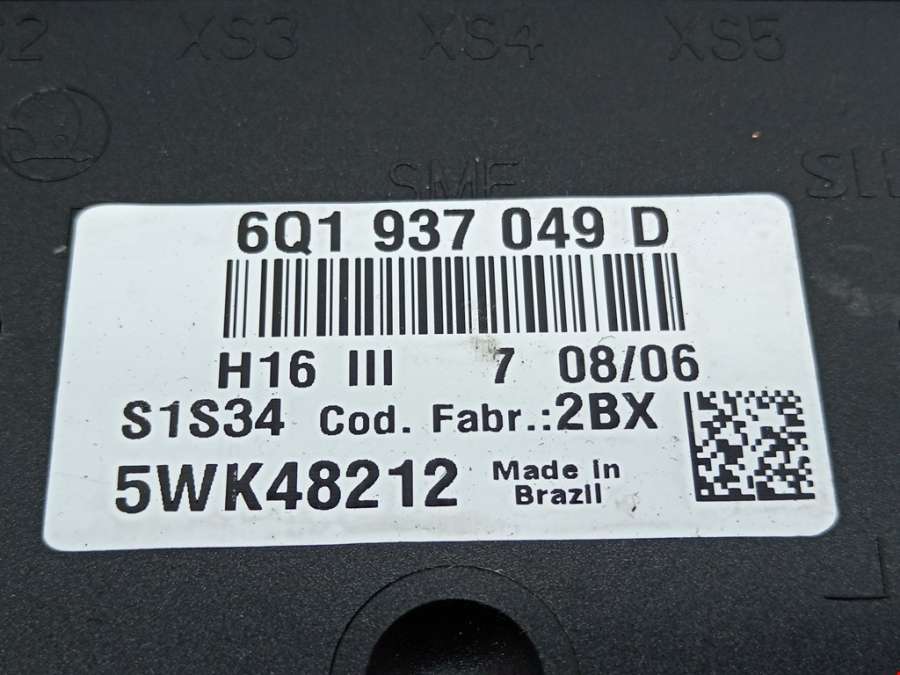 XS3 XS4 XS5
SMF
6Q1 937 049 D
H16 III 7 08/06
S1S34 Cod. Fabr.:2BX
5WK48212 Made in
Brazil